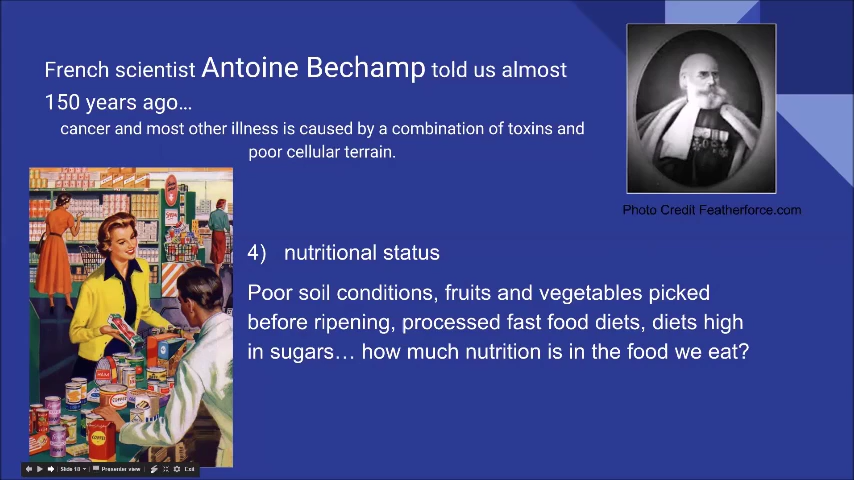 French scientist Antoine Bechamp told us almost
150 years ago...
cancer and most other illness is caused by a combination of toxins and
poor cellular terrain.
Photo Credit Featherforce.com
4) nutritional status
Poor soil conditions, fruits and vegetables picked
before ripening, processed fast food diets, diets high
in sugars... how much nutrition is in the food we eat?
COFFEE
Slide 18
Presenter view
Exit